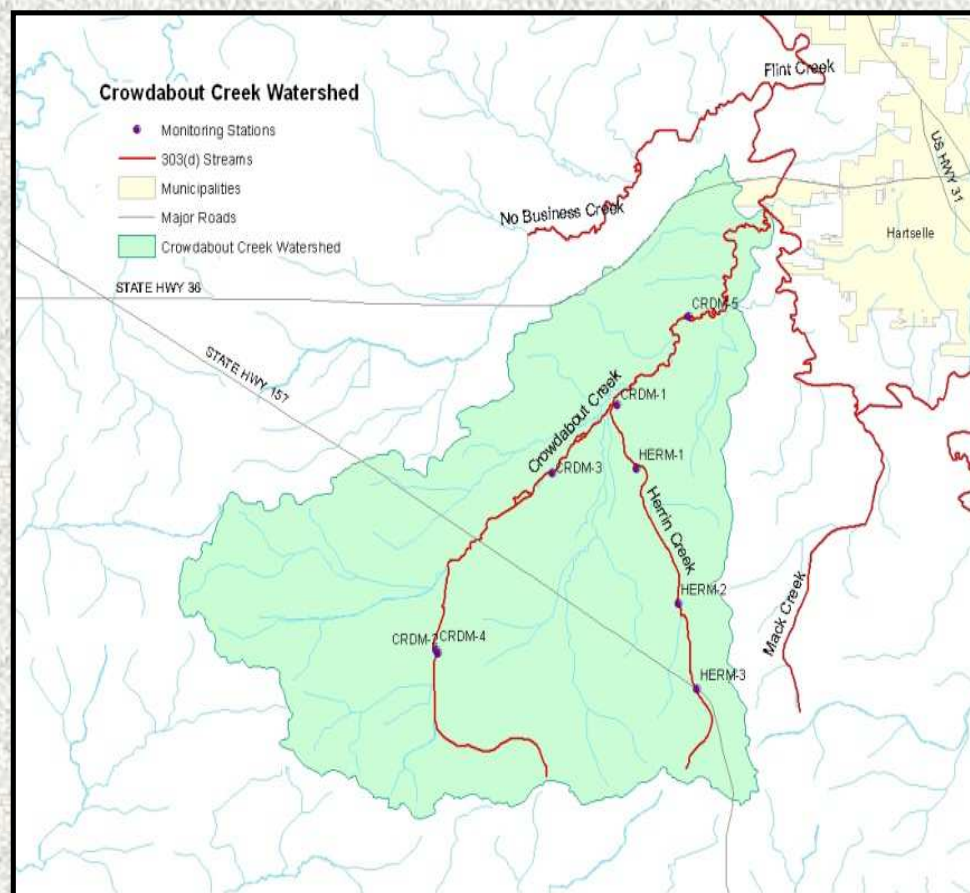 Crowdabout Creek Watershed
Monitoring Stations
303(d) Streams
Municipalities
Major Roads
Crowdabout Creek Watershed
Flint Creek
US HWY 31
No Business Creek
Hartselle
STATE HWY 36
CRDM-5
STATE HWY 157
CRDM-1
Crowdabout Creek
HERM-1
CRDM-3
Herrin Creek
HERM-2
Mack Creek
CRDM-2
CRDM-4
HERM-3